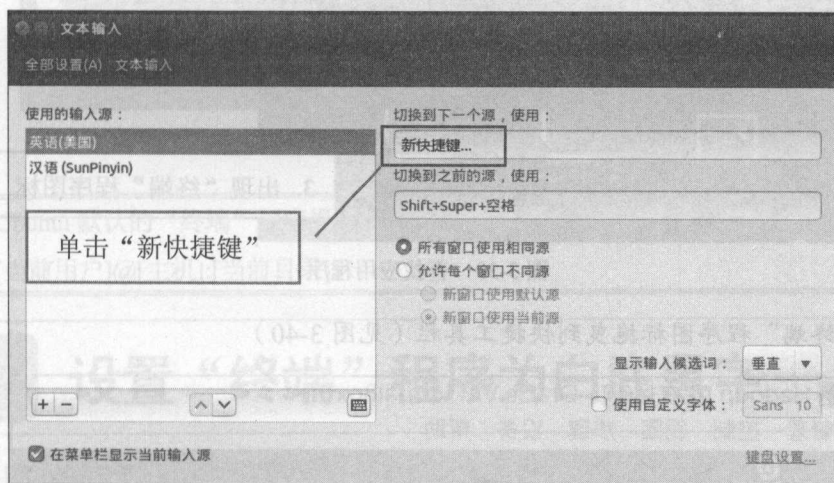 文本输入
全部设置(A) 文本输入
使用的输入源：
英语(美国)
汉语 (SunPinyin)
单击“新快捷键”
切换到下一个源，使用：
新快捷键...
切换到之前的源，使用：
Shift+Super+空格
所有窗口使用相同源
允许每个窗口不同源
新窗口使用默认源
新窗口使用当前源
显示输入候选词： 垂直
使用自定义字体： Sans 10
+ −
在菜单栏显示当前输入源
键盘设置...